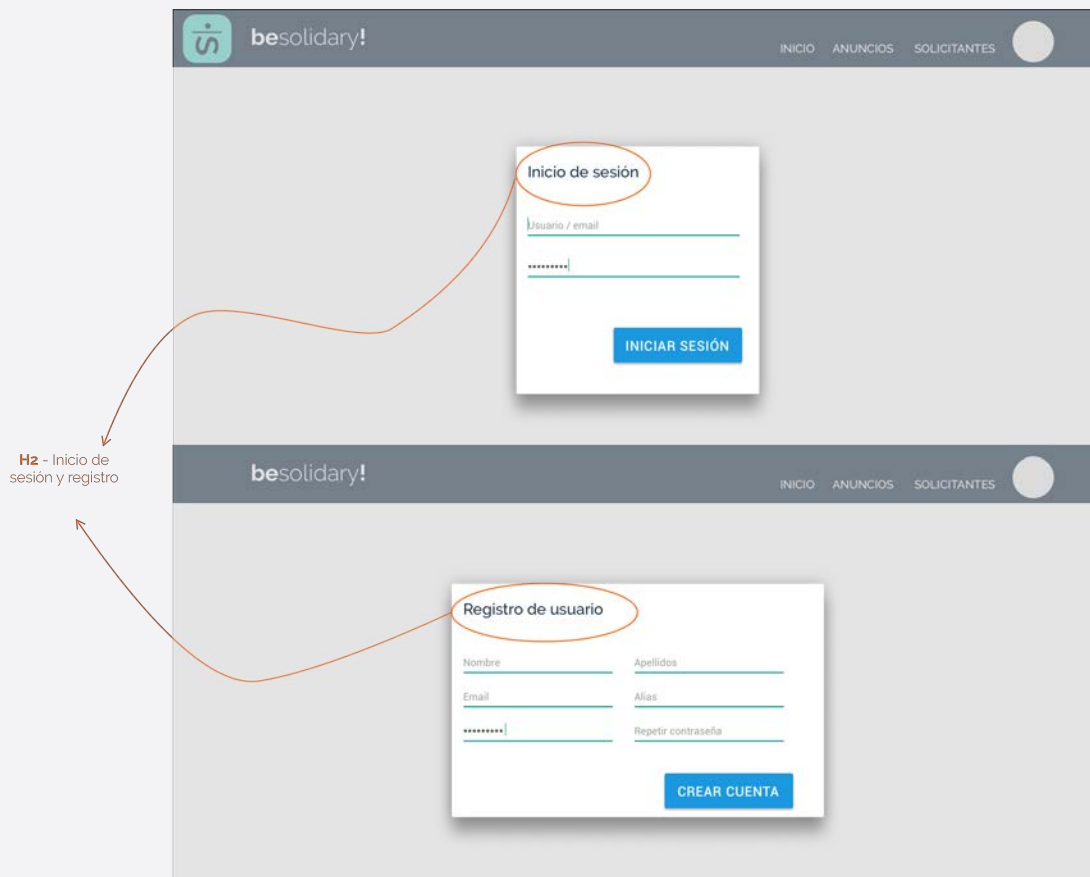 besolidary!
INICIO ANUNCIOS SOLICITANTES
Inicio de sesión
Usuario / email
•••••••••
INICIAR SESIÓN
H2 - Inicio de
sesión y registro
besolidary!
INICIO ANUNCIOS SOLICITANTES
Registro de usuario
Nombre Apellidos
Email Alias
••••••••• Repetir contraseña
CREAR CUENTA